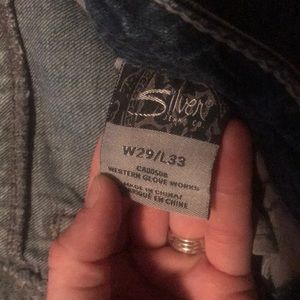 Silver
JEANS CO
W29/L33
CA00508
WESTERN GLOVE WORKS
MADE IN CHINA/
FABRIQUÉ EN CHINE